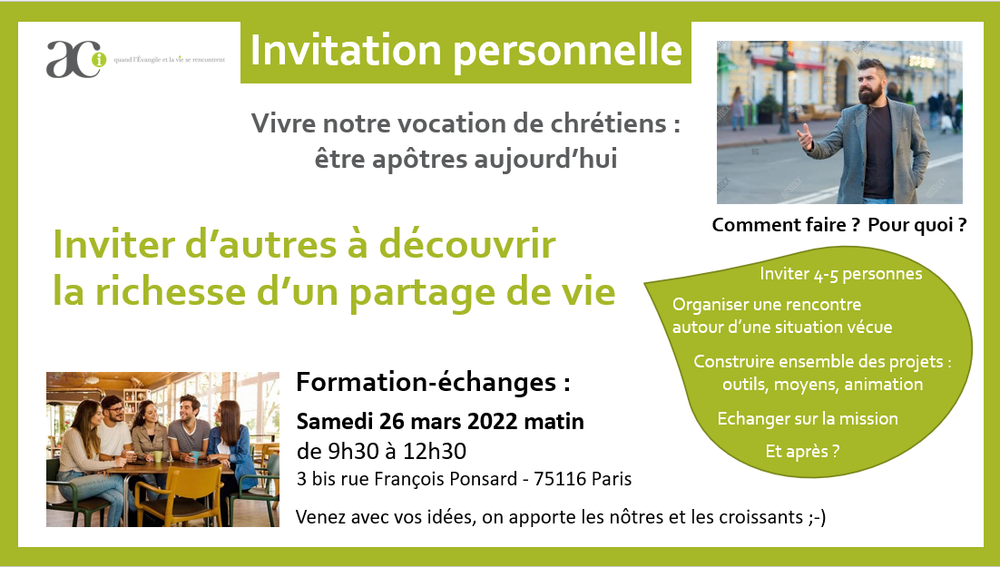 aci quand l'Évangile et la vie se rencontrent
Invitation personnelle
Vivre notre vocation de chrétiens :
être apôtres aujourd'hui
Comment faire ? Pour quoi ?
Inviter d'autres à découvrir
la richesse d'un partage de vie
Inviter 4-5 personnes
Organiser une rencontre
autour d'une situation vécue
Construire ensemble des projets :
outils, moyens, animation
Echanger sur la mission
Et après ?
Formation-échanges :
Samedi 26 mars 2022 matin
de 9h30 à 12h30
3 bis rue François Ponsard - 75116 Paris
Venez avec vos idées, on apporte les nôtres et les croissants ;-)